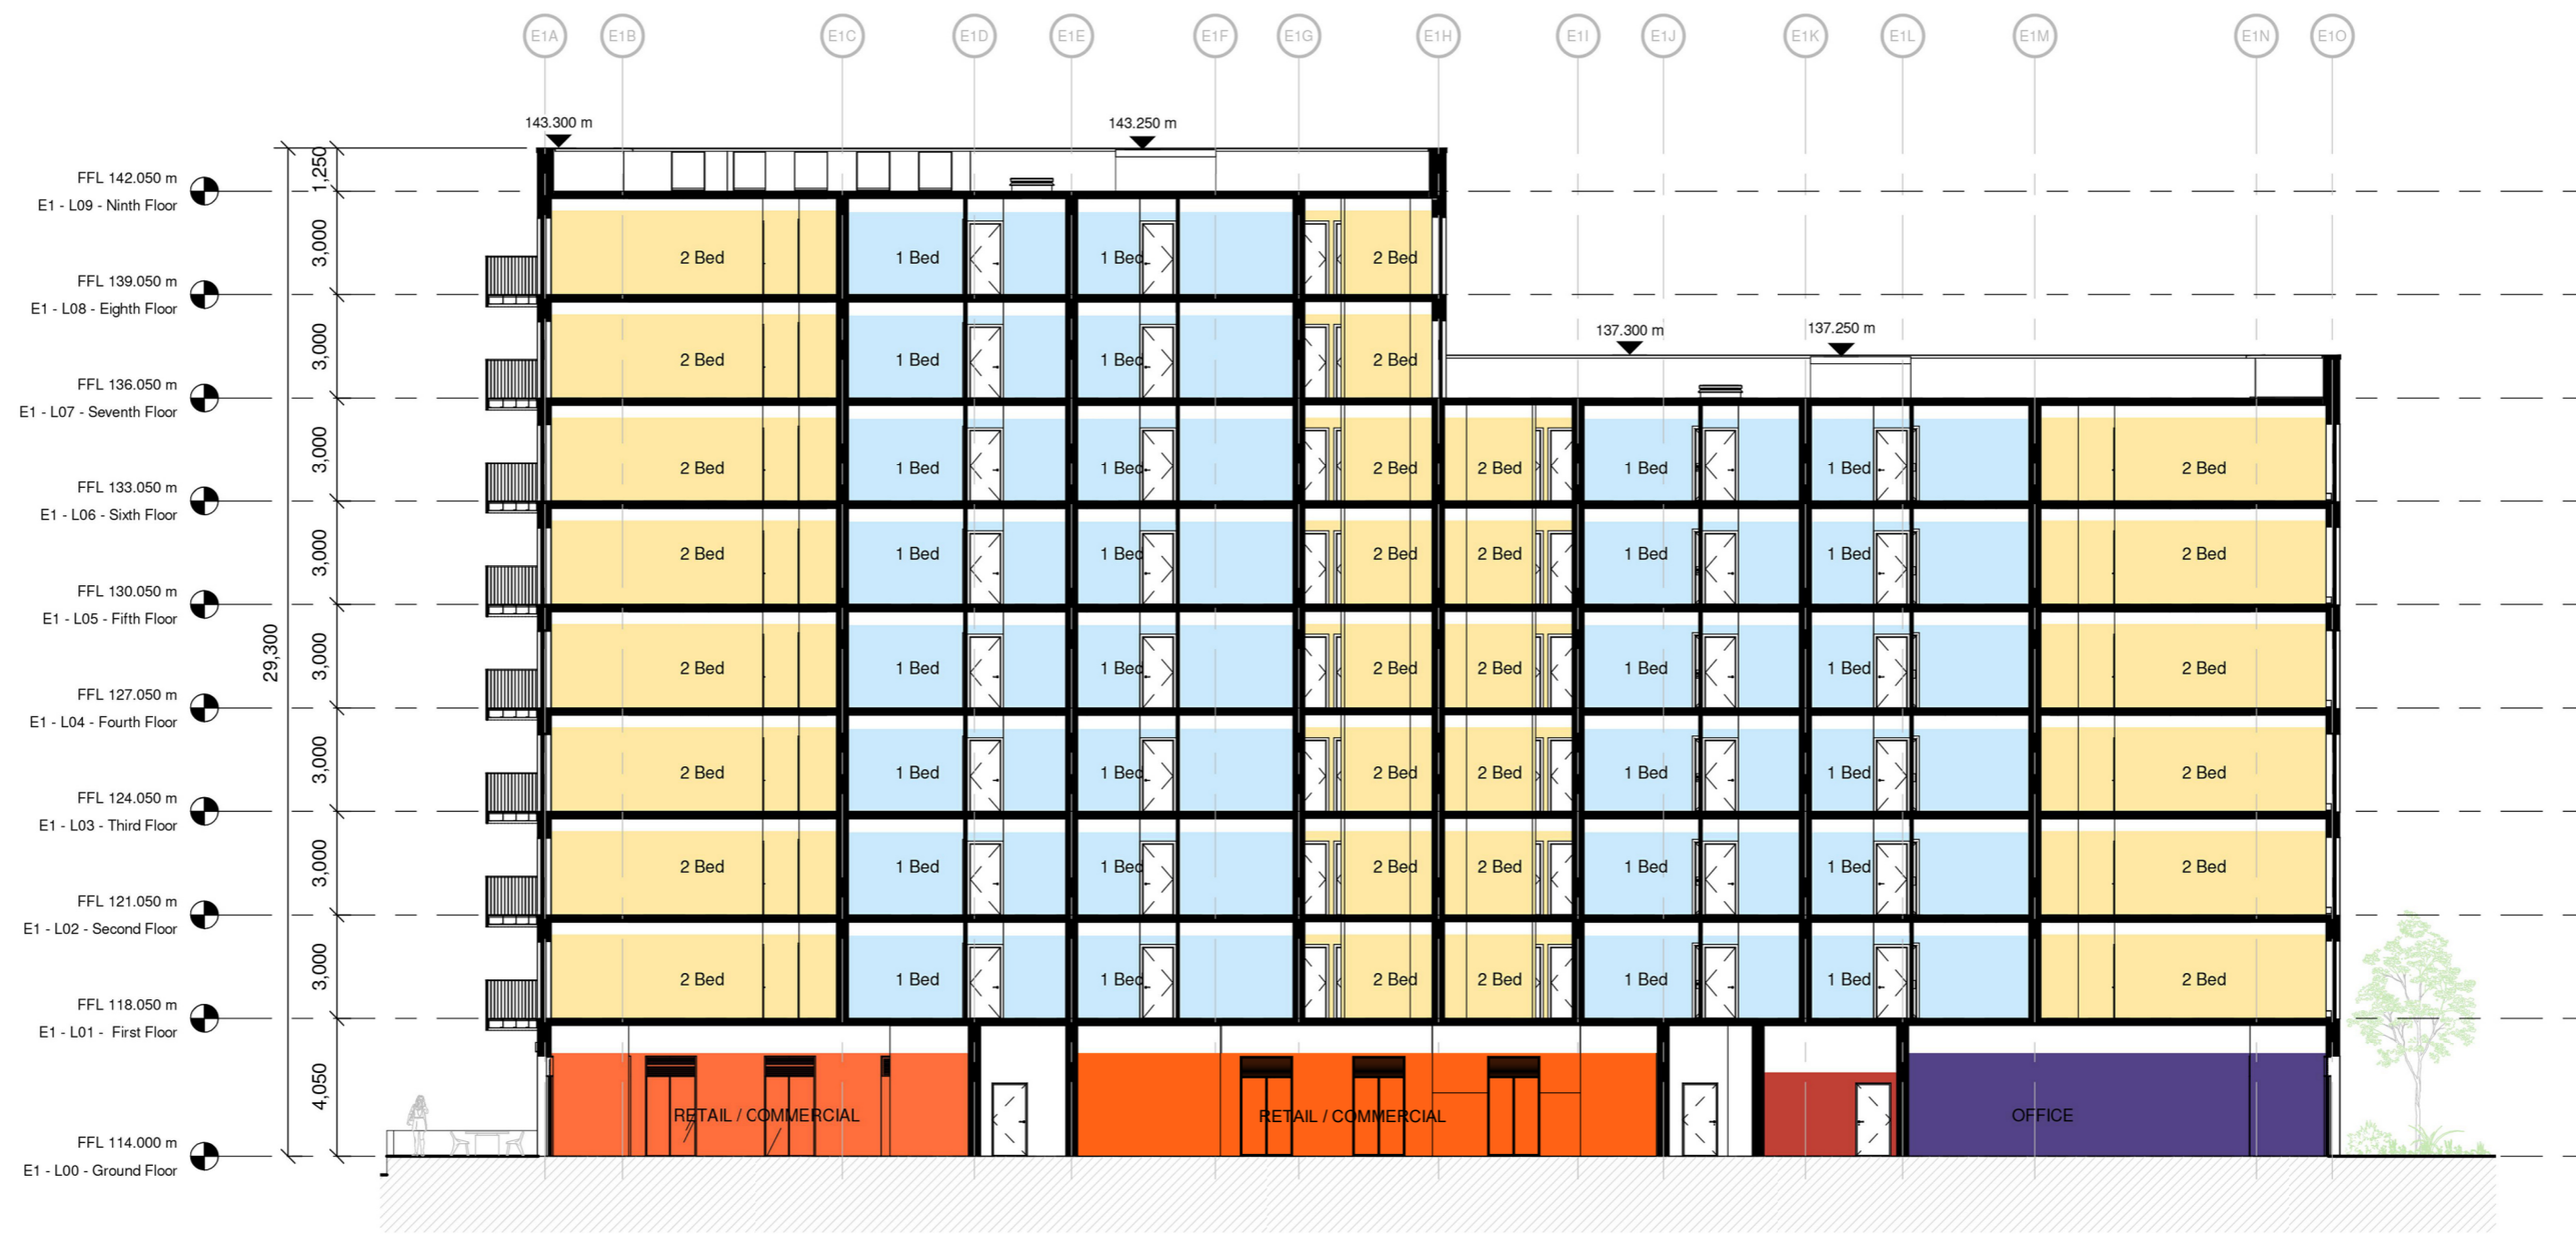 E1A E1B E1C E1D E1E E1F E1G E1H E1I E1J E1K E1L E1M E1N E1O
143.300 m 143.250 m
1,250
FFL 142.050 m
E1 - L09 - Ninth Floor
3,000
2 Bed 1 Bed 1 Bed 2 Bed
FFL 139.050 m
E1 - L08 - Eighth Floor
137.300 m 137.250 m
3,000
2 Bed 1 Bed 1 Bed 2 Bed
FFL 136.050 m
E1 - L07 - Seventh Floor
3,000
2 Bed 1 Bed 1 Bed 2 Bed 2 Bed 1 Bed 1 Bed 2 Bed
FFL 133.050 m
E1 - L06 - Sixth Floor
3,000
2 Bed 1 Bed 1 Bed 2 Bed 2 Bed 1 Bed 1 Bed 2 Bed
FFL 130.050 m
E1 - L05 - Fifth Floor
29,300
3,000
2 Bed 1 Bed 1 Bed 2 Bed 2 Bed 1 Bed 1 Bed 2 Bed
FFL 127.050 m
E1 - L04 - Fourth Floor
3,000
2 Bed 1 Bed 1 Bed 2 Bed 2 Bed 1 Bed 1 Bed 2 Bed
FFL 124.050 m
E1 - L03 - Third Floor
3,000
2 Bed 1 Bed 1 Bed 2 Bed 2 Bed 1 Bed 1 Bed 2 Bed
FFL 121.050 m
E1 - L02 - Second Floor
3,000
2 Bed 1 Bed 1 Bed 2 Bed 2 Bed 1 Bed 1 Bed 2 Bed
FFL 118.050 m
E1 - L01 - First Floor
4,050
RETAIL / COMMERCIAL RETAIL / COMMERCIAL OFFICE
FFL 114.000 m
E1 - L00 - Ground Floor